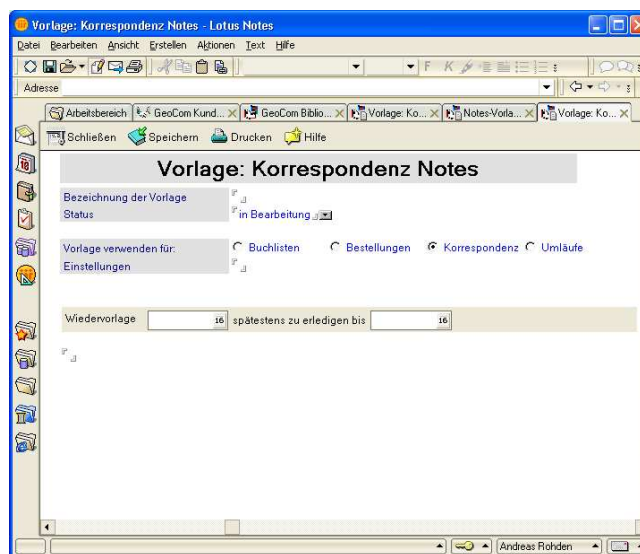 Vorlage: Korrespondenz Notes - Lotus Notes
Datei Bearbeiten Ansicht Erstellen Aktionen Text Hilfe
F K
Adresse
Arbeitsbereich GeoCom Kund... GeoCom Biblio... Vorlage: Ko... Notes-Vorla... Vorlage: Ko...
Schließen Speichern Drucken Hilfe
Vorlage: Korrespondenz Notes
Bezeichnung der Vorlage
Status in Bearbeitung
Vorlage verwenden für: Buchlisten Bestellungen Korrespondenz Umläufe
Einstellungen
Wiedervorlage 16 spätestens zu erledigen bis 16
Andreas Rohden